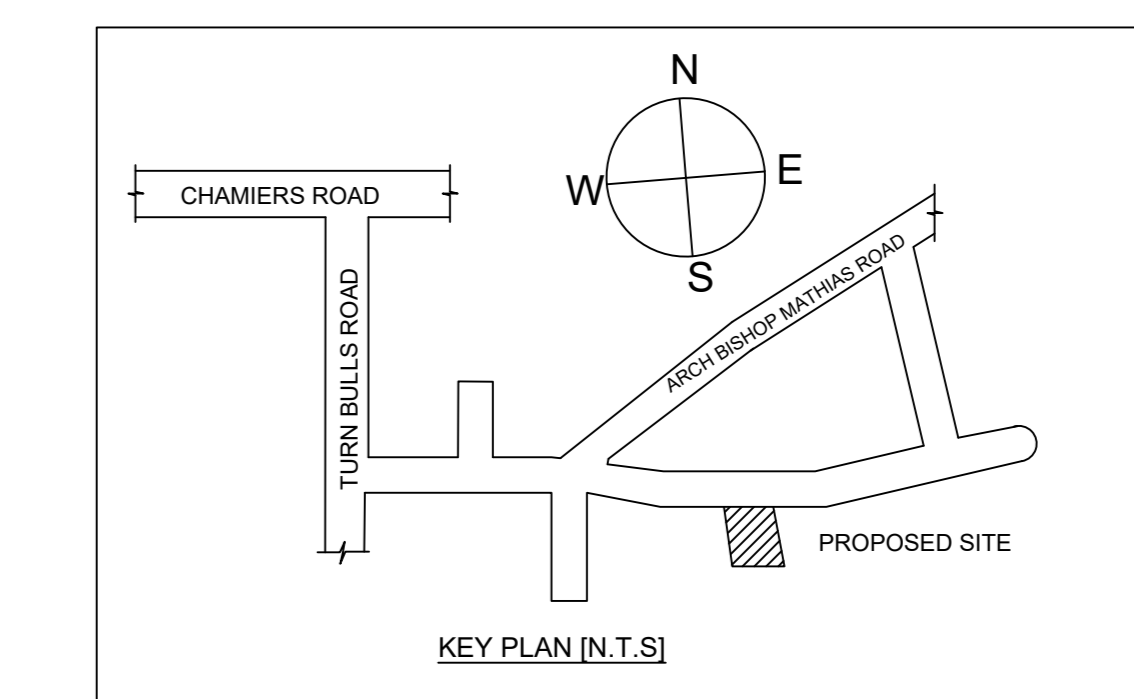 N
W
E
S
CHAMIERS ROAD
TURN BULLS ROAD
ARCH BISHOP MATHIAS ROAD
PROPOSED SITE
KEY PLAN [N.T.S]